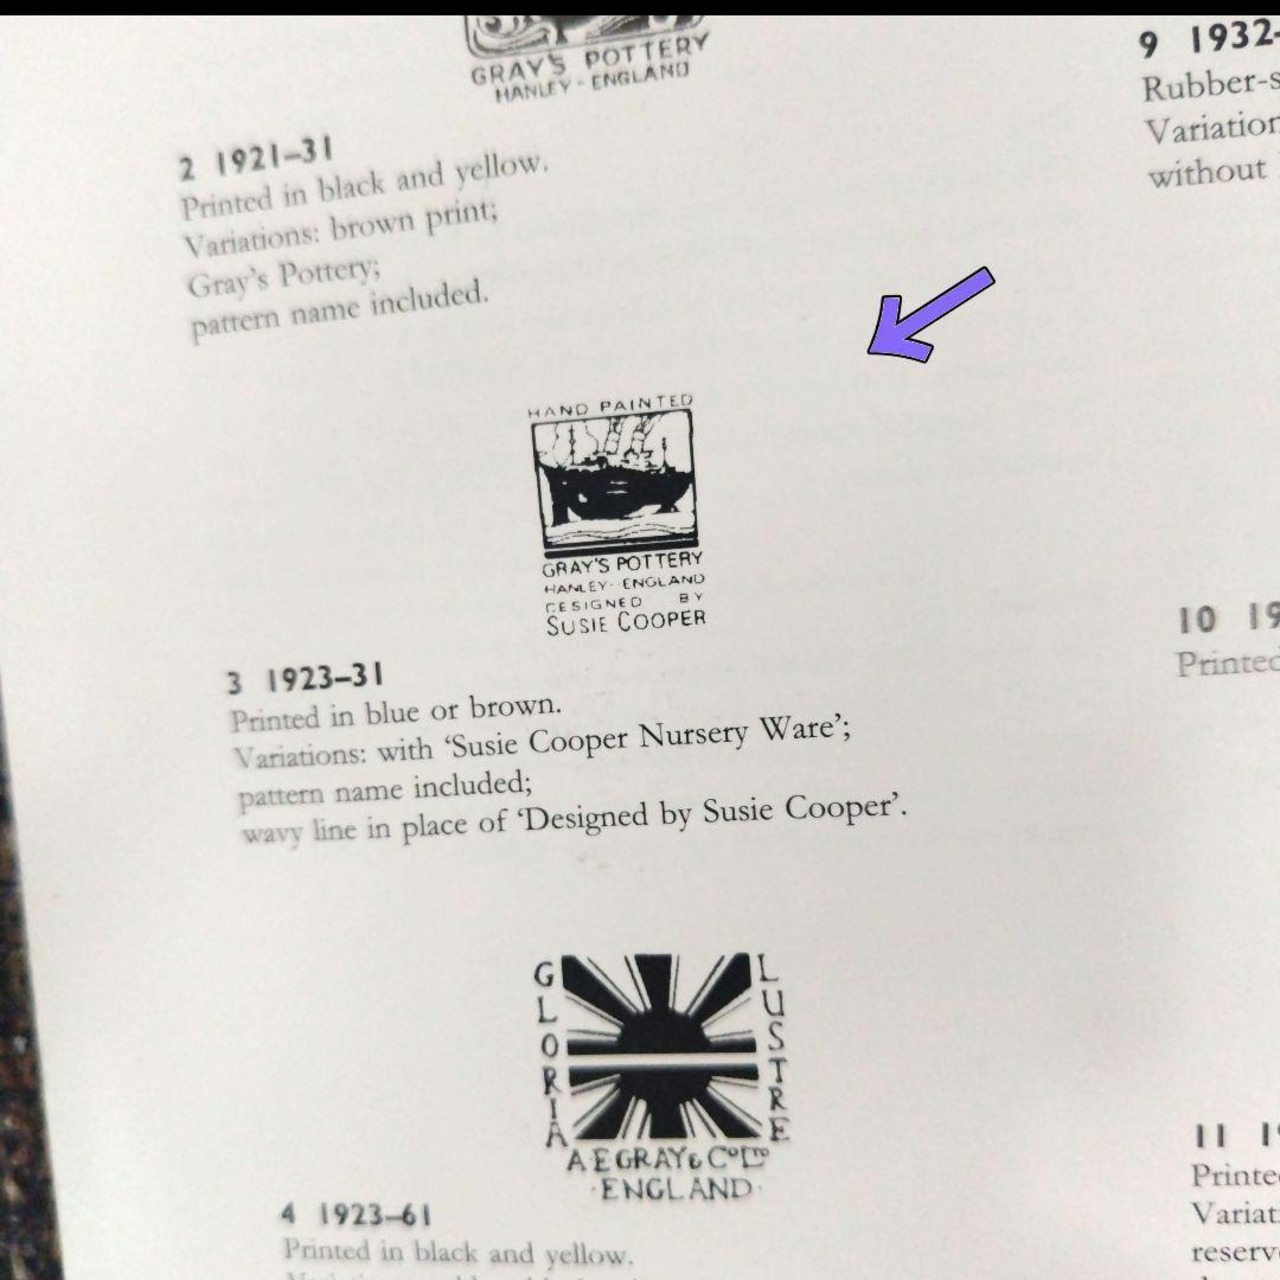 GRAY'S POTTERY
HANLEY - ENGLAND
2 1921–31
Printed in black and yellow.
Variations: brown print;
Gray's Pottery;
pattern name included.
HAND PAINTED
GRAY'S POTTERY
HANLEY - ENGLAND
DESIGNED BY
SUSIE COOPER
3 1923–31
Printed in blue or brown.
Variations: with ‘Susie Cooper Nursery Ware’;
pattern name included;
wavy line in place of ‘Designed by Susie Cooper’.
GLORIA
LUSTRE
A.E.GRAY & Co LTD
·ENGLAND·
4 1923–61
Printed in black and yellow.
9 1932-
Rubber-s
Variation
without
10 19
Printed
11 19
Printe
Variat
reserv